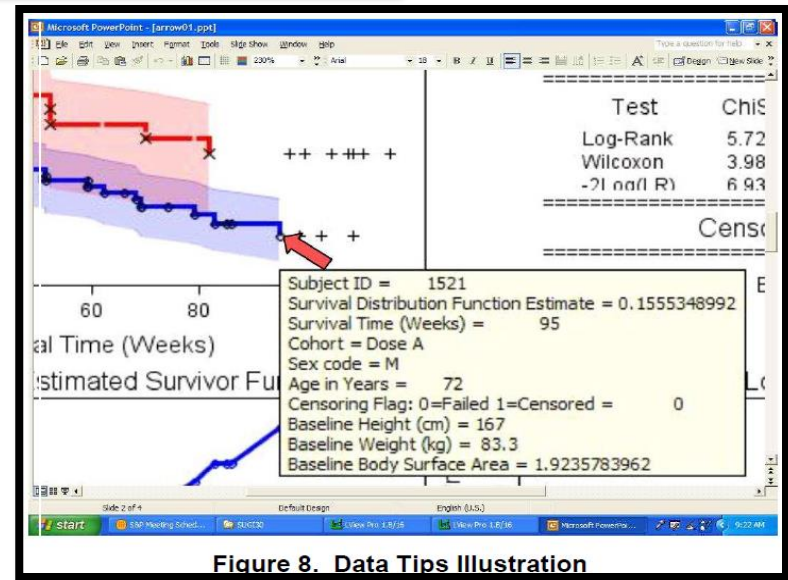 Microsoft PowerPoint - [arrow01.ppt]
File Edit View Insert Format Tools Slide Show Window Help
Type a question for help
230% Arial 18 B I U A Design New Slide
Test ChiS
Log-Rank 5.72
Wilcoxon 3.98
-2Log(LR) 6.93
Censo
60 80
al Time (Weeks)
stimated Survivor Fu
Subject ID = 1521
Survival Distribution Function Estimate = 0.1555348992
Survival Time (Weeks) = 95
Cohort = Dose A
Sex code = M
Age in Years = 72
Censoring Flag: 0=Failed 1=Censored = 0
Baseline Height (cm) = 167
Baseline Weight (kg) = 83.3
Baseline Body Surface Area = 1.9235783962
E
Lo
Slide 2 of 4 Default Design English (U.S.)
start S&P Meeting Sched... SUGI30 LView Pro 1.B/16 LView Pro 1.B/16 Microsoft PowerPoi... 9:22 AM
Figure 8. Data Tips Illustration